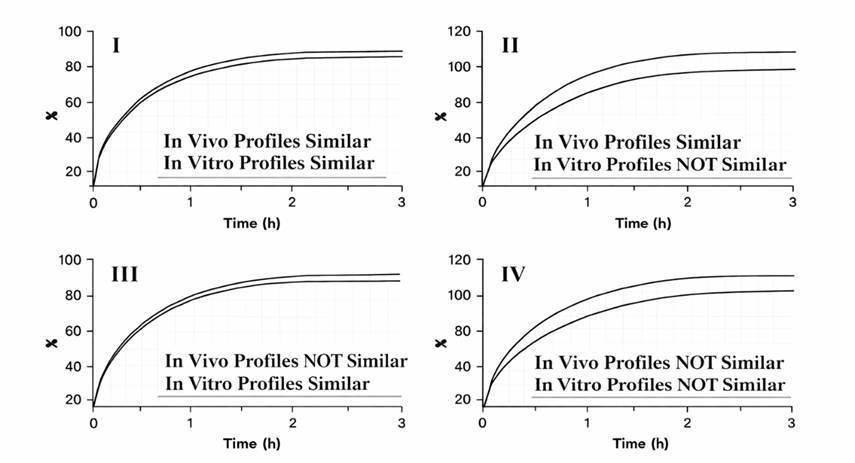 I
100
80
60
40
20
%
0
1
2
3
In Vivo Profiles Similar
In Vitro Profiles Similar
Time (h)
II
120
100
80
40
20
%
0
1
2
3
In Vivo Profiles Similar
In Vitro Profiles NOT Similar
Time (h)
III
100
80
60
40
20
%
0
1
2
3
In Vivo Profiles NOT Similar
In Vitro Profiles Similar
Time (h)
IV
120
100
80
40
20
%
0
1
2
3
In Vivo Profiles NOT Similar
In Vitro Profiles NOT Similar
Time (h)